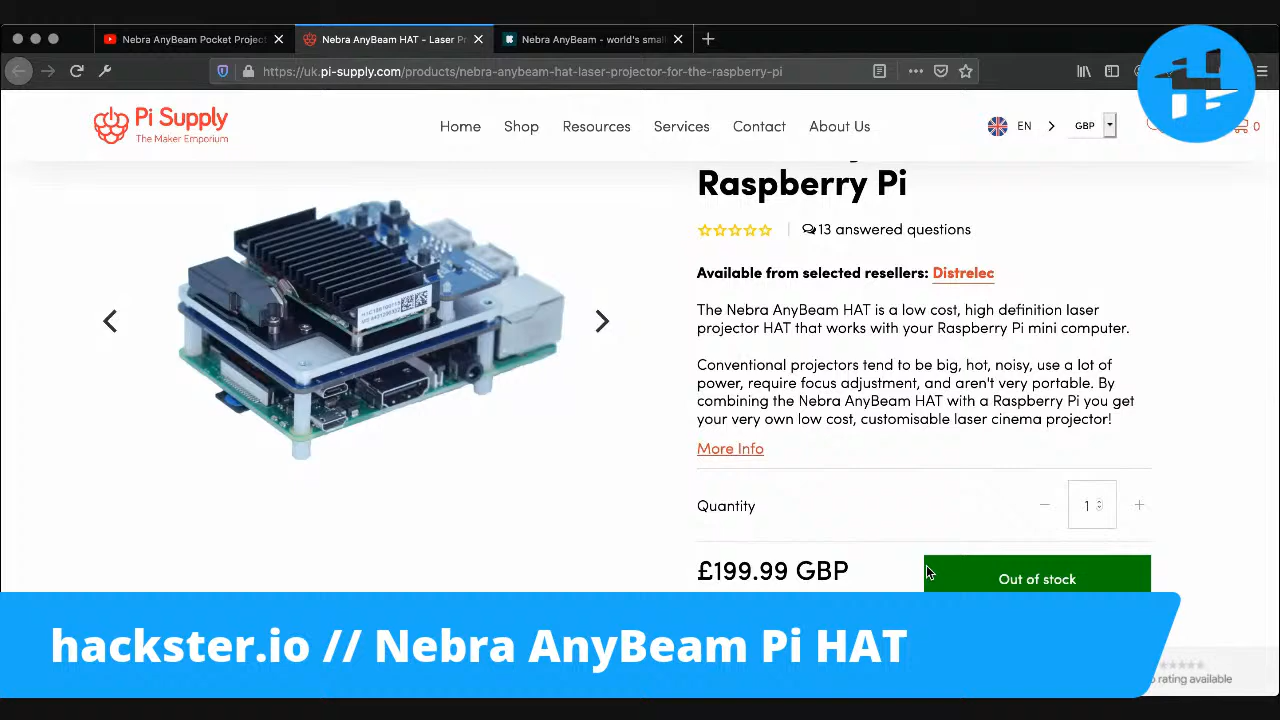 Nebra AnyBeam Pocket Project
Nebra AnyBeam HAT - Laser Pr
Nebra AnyBeam - world's small
https://uk.pi-supply.com/products/nebra-anybeam-hat-laser-projector-for-the-raspberry-pi
Pi Supply
The Maker Emporium
Home Shop Resources Services Contact About Us
EN
GBP
0
Raspberry Pi
13 answered questions
Available from selected resellers: Distrelec
The Nebra AnyBeam HAT is a low cost, high definition laser
projector HAT that works with your Raspberry Pi mini computer.
Conventional projectors tend to be big, hot, noisy, use a lot of
power, require focus adjustment, and aren't very portable. By
combining the Nebra AnyBeam HAT with a Raspberry Pi you get
your very own low cost, customisable laser cinema projector!
More Info
Quantity
1
£199.99 GBP
Out of stock
hackster.io // Nebra AnyBeam Pi HAT
rating available